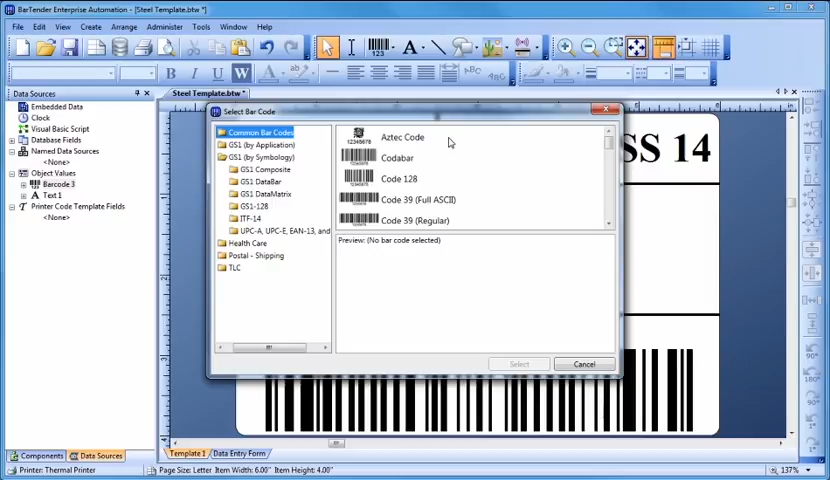 BarTender Enterprise Automation - [Steel Template.btw *]
File Edit View Create Arrange Administer Tools Window Help
Data Sources
Steel Template.btw *
Embedded Data
Clock
Visual Basic Script
Database Fields
Named Data Sources
<None>
Object Values
Barcode 3
Text 1
Printer Code Template Fields
<None>
Select Bar Code
Common Bar Codes
GS1 (by Application)
GS1 (by Symbology)
GS1 Composite
GS1 DataBar
GS1 DataMatrix
GS1-128
ITF-14
UPC-A, UPC-E, EAN-13, and
Health Care
Postal - Shipping
TLC
12345678
Aztec Code
Codabar
Code 128
Code 39 (Full ASCII)
Code 39 (Regular)
Preview: (No bar code selected)
Select
Cancel
SS 14
Components
Data Sources
Template 1
Data Entry Form
Printer: Thermal Printer
Page Size: Letter Item Width: 6.00" Item Height: 4.00"
137%